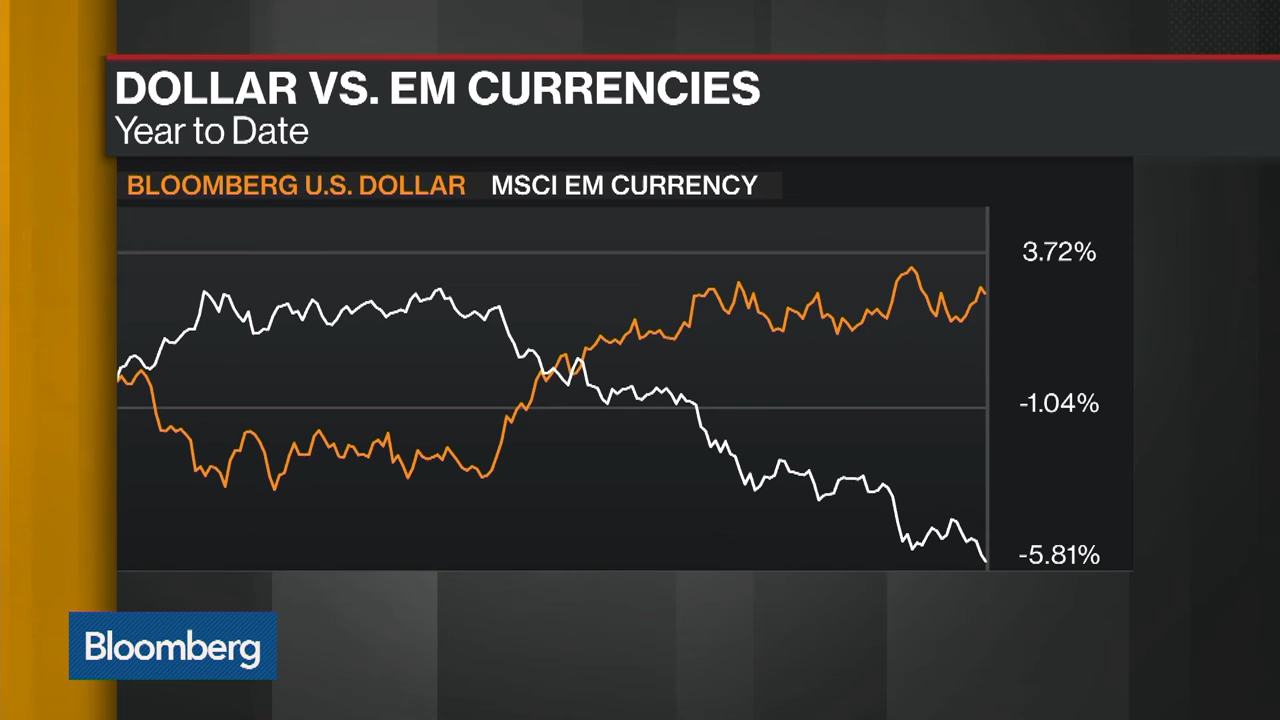 DOLLAR VS. EM CURRENCIES
Year to Date
BLOOMBERG U.S. DOLLAR MSCI EM CURRENCY
3.72%
-1.04%
-5.81%
Bloomberg